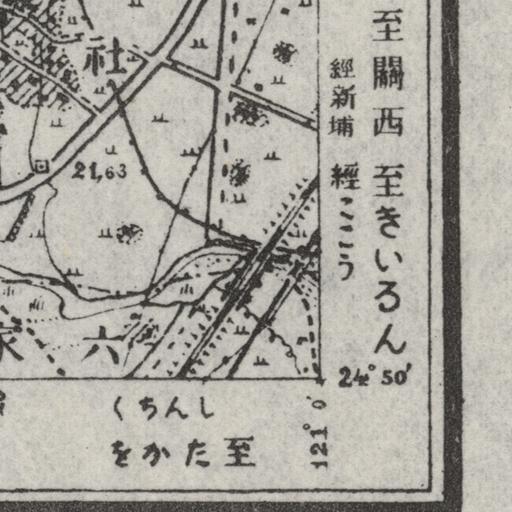 社
21,63
六
至關西
經新埔
至きいろん
經ここう
24°50′
121°0′
しんちく
至たかを